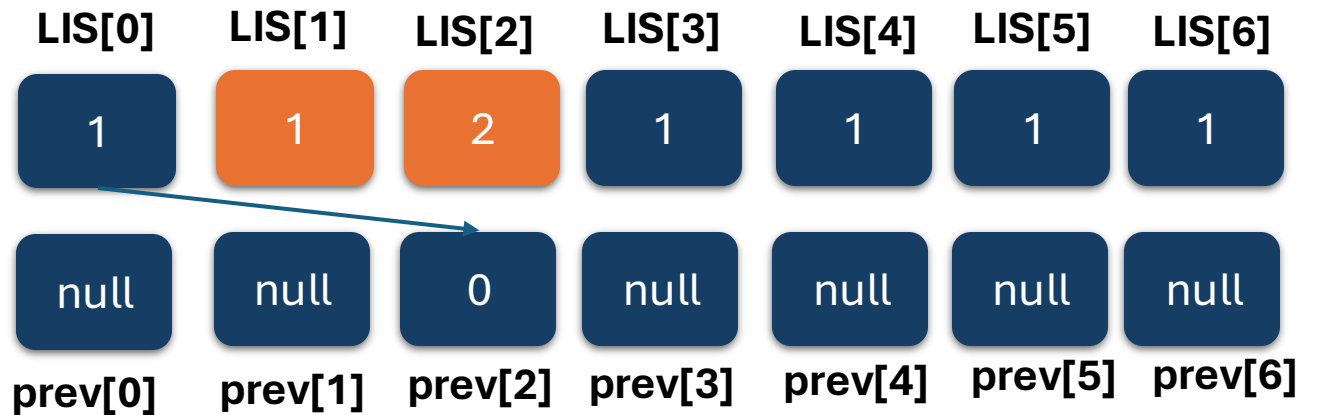 LIS[0] LIS[1] LIS[2] LIS[3] LIS[4] LIS[5] LIS[6]
1 1 2 1 1 1 1
null null 0 null null null null
prev[0] prev[1] prev[2] prev[3] prev[4] prev[5] prev[6]